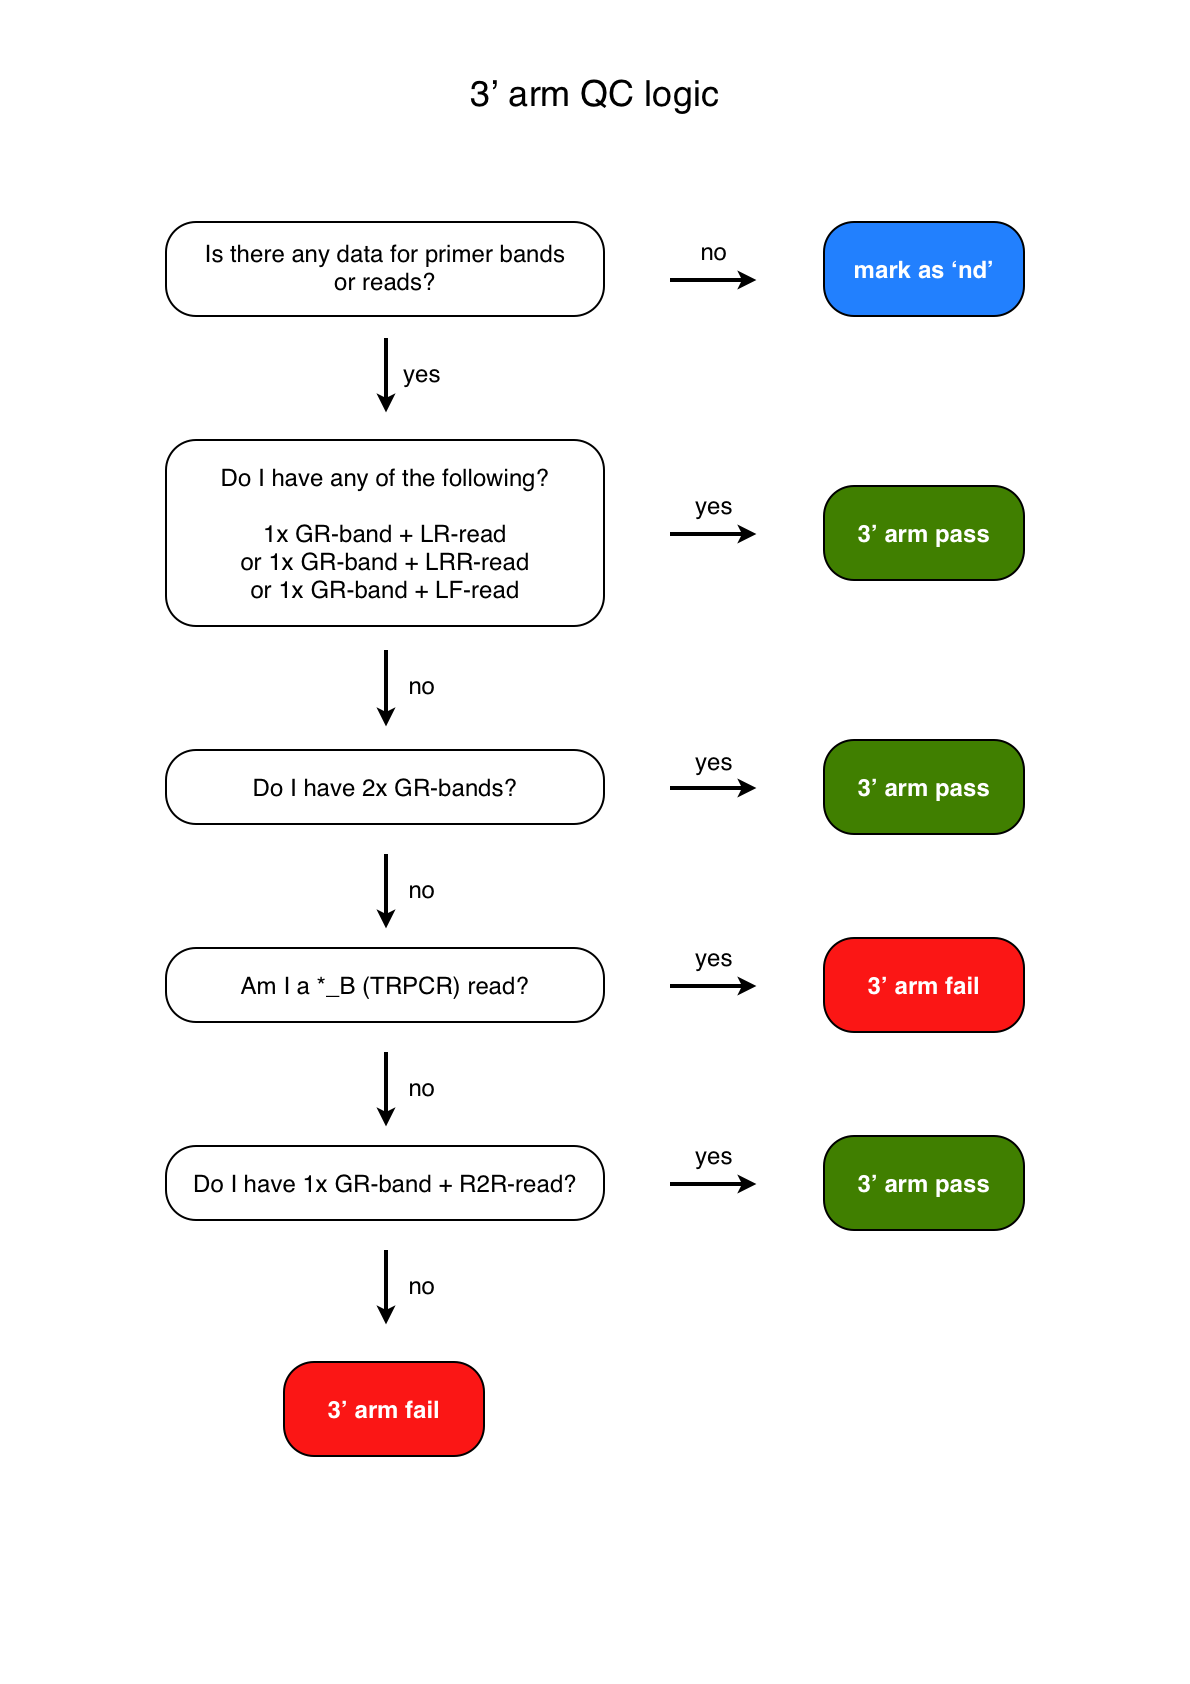 3’ arm QC logic
Is there any data for primer bands
or reads?
no
mark as ‘nd’
yes
Do I have any of the following?
1x GR-band + LR-read
or 1x GR-band + LRR-read
or 1x GR-band + LF-read
yes
3’ arm pass
no
Do I have 2x GR-bands?
yes
3’ arm pass
no
Am I a *_B (TRPCR) read?
yes
3’ arm fail
no
Do I have 1x GR-band + R2R-read?
yes
3’ arm pass
no
3’ arm fail